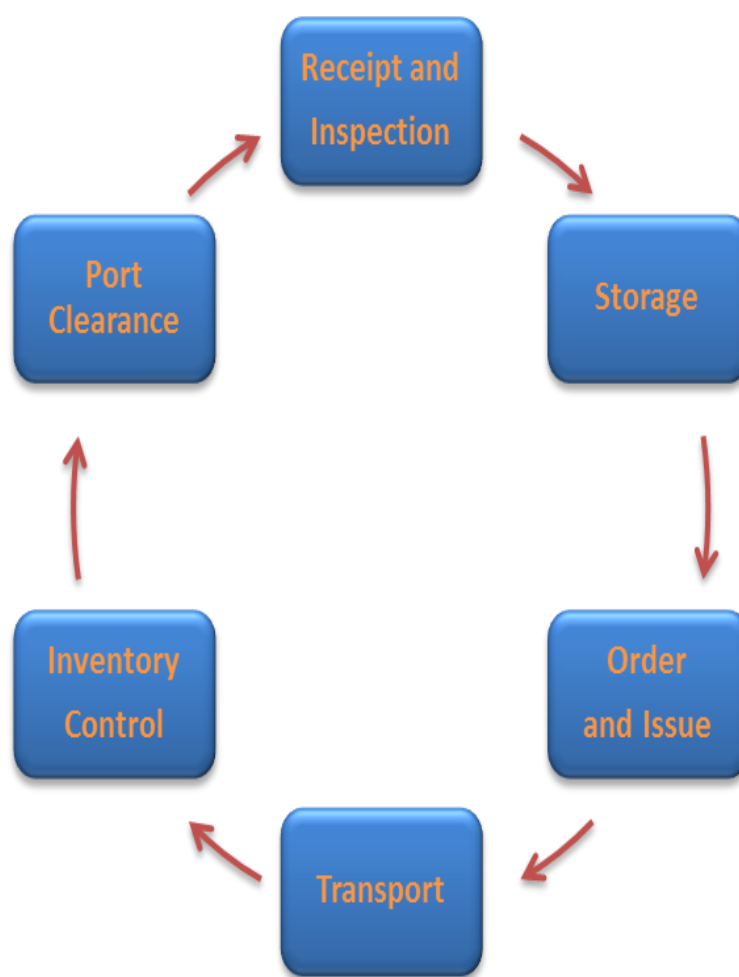 Receipt and
Inspection
Storage
Order
and Issue
Transport
Inventory
Control
Port
Clearance